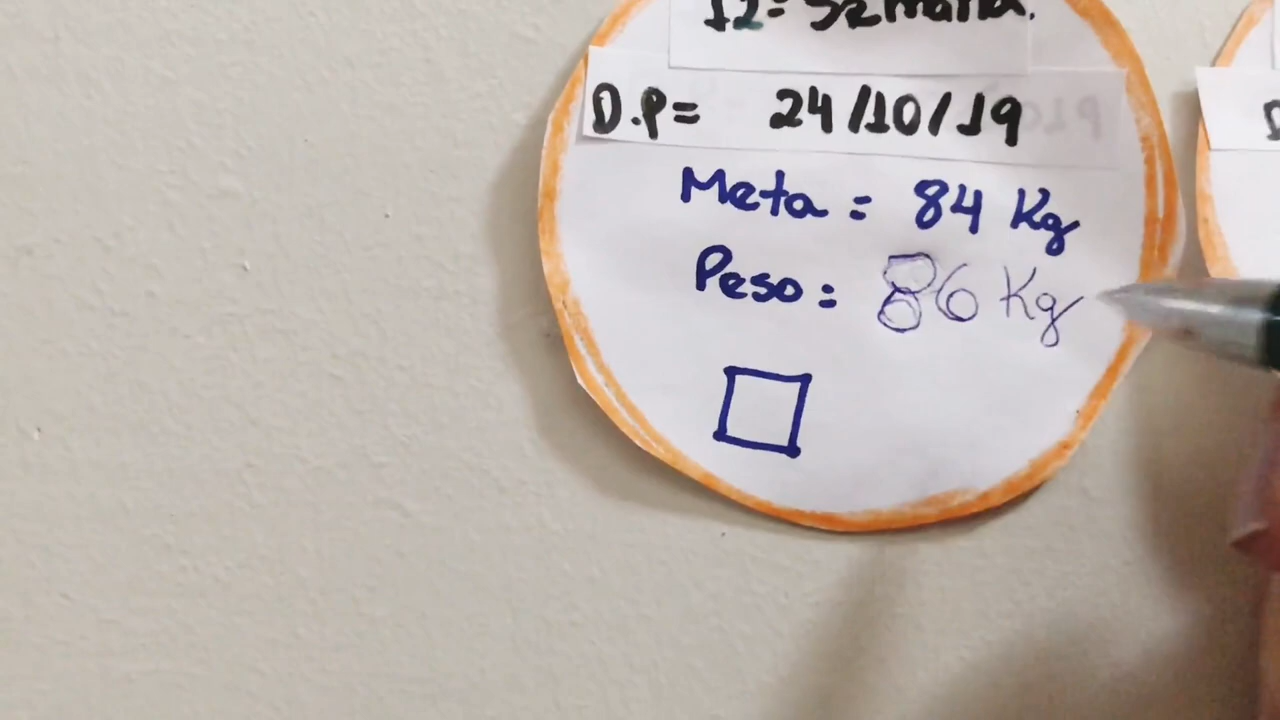 D.P= 24/10/19
Meta = 84 Kg
Peso: 86 Kg